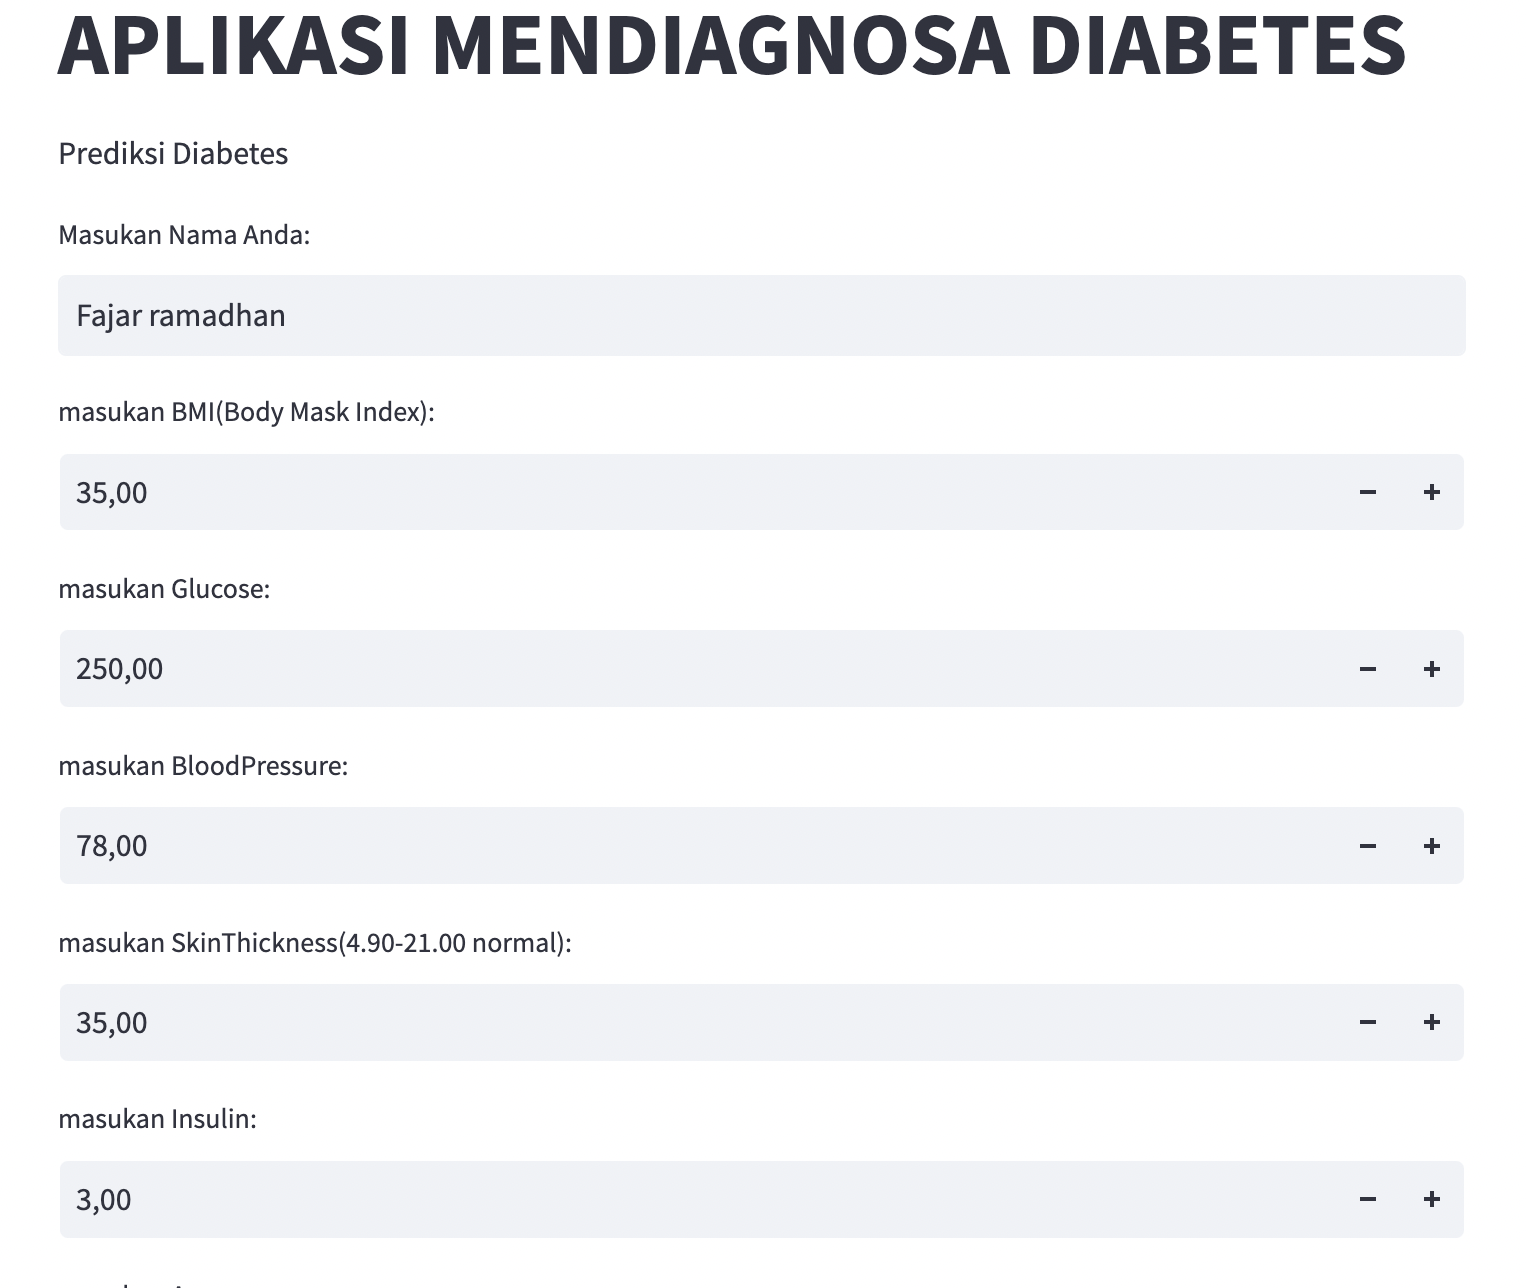 APLIKASI MENDIAGNOSA DIABETES
Prediksi Diabetes
Masukan Nama Anda:
Fajar ramadhan
masukan BMI(Body Mask Index):
35,00
masukan Glucose:
250,00
masukan BloodPressure:
78,00
masukan SkinThickness(4.90-21.00 normal):
35,00
masukan Insulin:
3,00